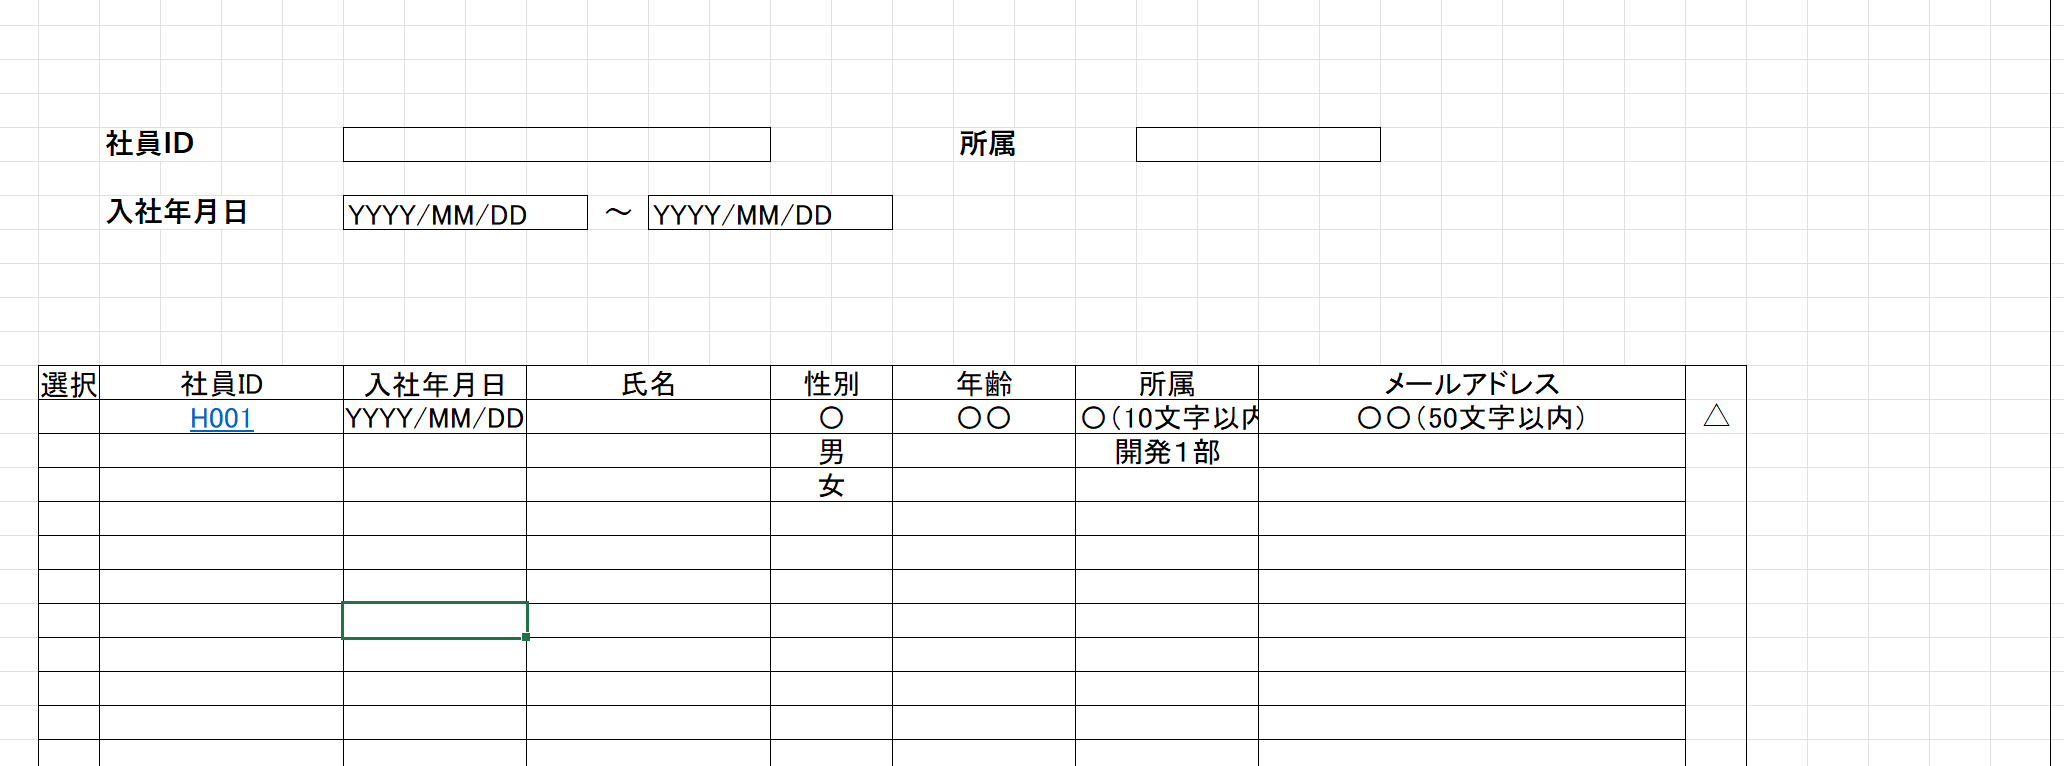 社員ID 所属
入社年月日 YYYY/MM/DD ～ YYYY/MM/DD
選択 社員ID 入社年月日 氏名 性別 年齢 所属 メールアドレス
H001 YYYY/MM/DD 〇 〇〇 〇（10文字以内 〇〇（50文字以内） △
男 開発１部
女